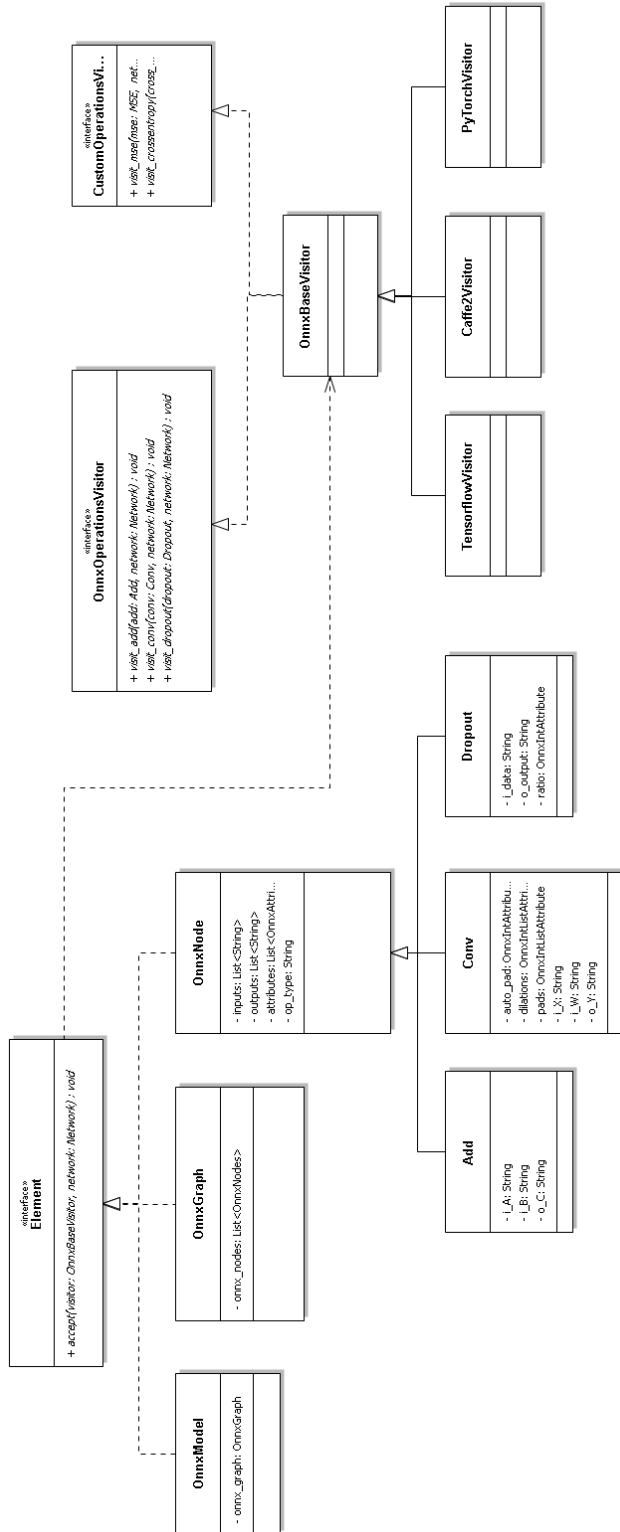 «interface»
Element
+ accept(visitor: OnnxBaseVisitor, network: Network) : void
«interface»
OnnxOperationsVisitor
+ visit_add(add: Add, network: Network) : void
+ visit_conv(conv: Conv, network: Network) : void
+ visit_dropout(dropout: Dropout, network: Network) : void
«interface»
CustomOperationsVi...
+ visit_mse(mse: MSE, net...
+ visit_crossentropy(cross_...
OnnxModel
- onnx_graph: OnnxGraph
OnnxGraph
- onnx_nodes: List<OnnxNodes>
OnnxNode
- inputs: List<String>
- outputs: List<String>
- attributes: List<OnnxAttri...
- op_type: String
OnnxBaseVisitor
Add
- i_A: String
- i_B: String
- o_C: String
Conv
- auto_pad: OnnxIntAttribu...
- dilations: OnnxIntListAttri...
- pads: OnnxIntListAttribute
- i_X: String
- i_W: String
- o_Y: String
Dropout
- i_data: String
- o_output: String
- ratio: OnnxIntAttribute
TensorflowVisitor
Caffe2Visitor
PyTorchVisitor